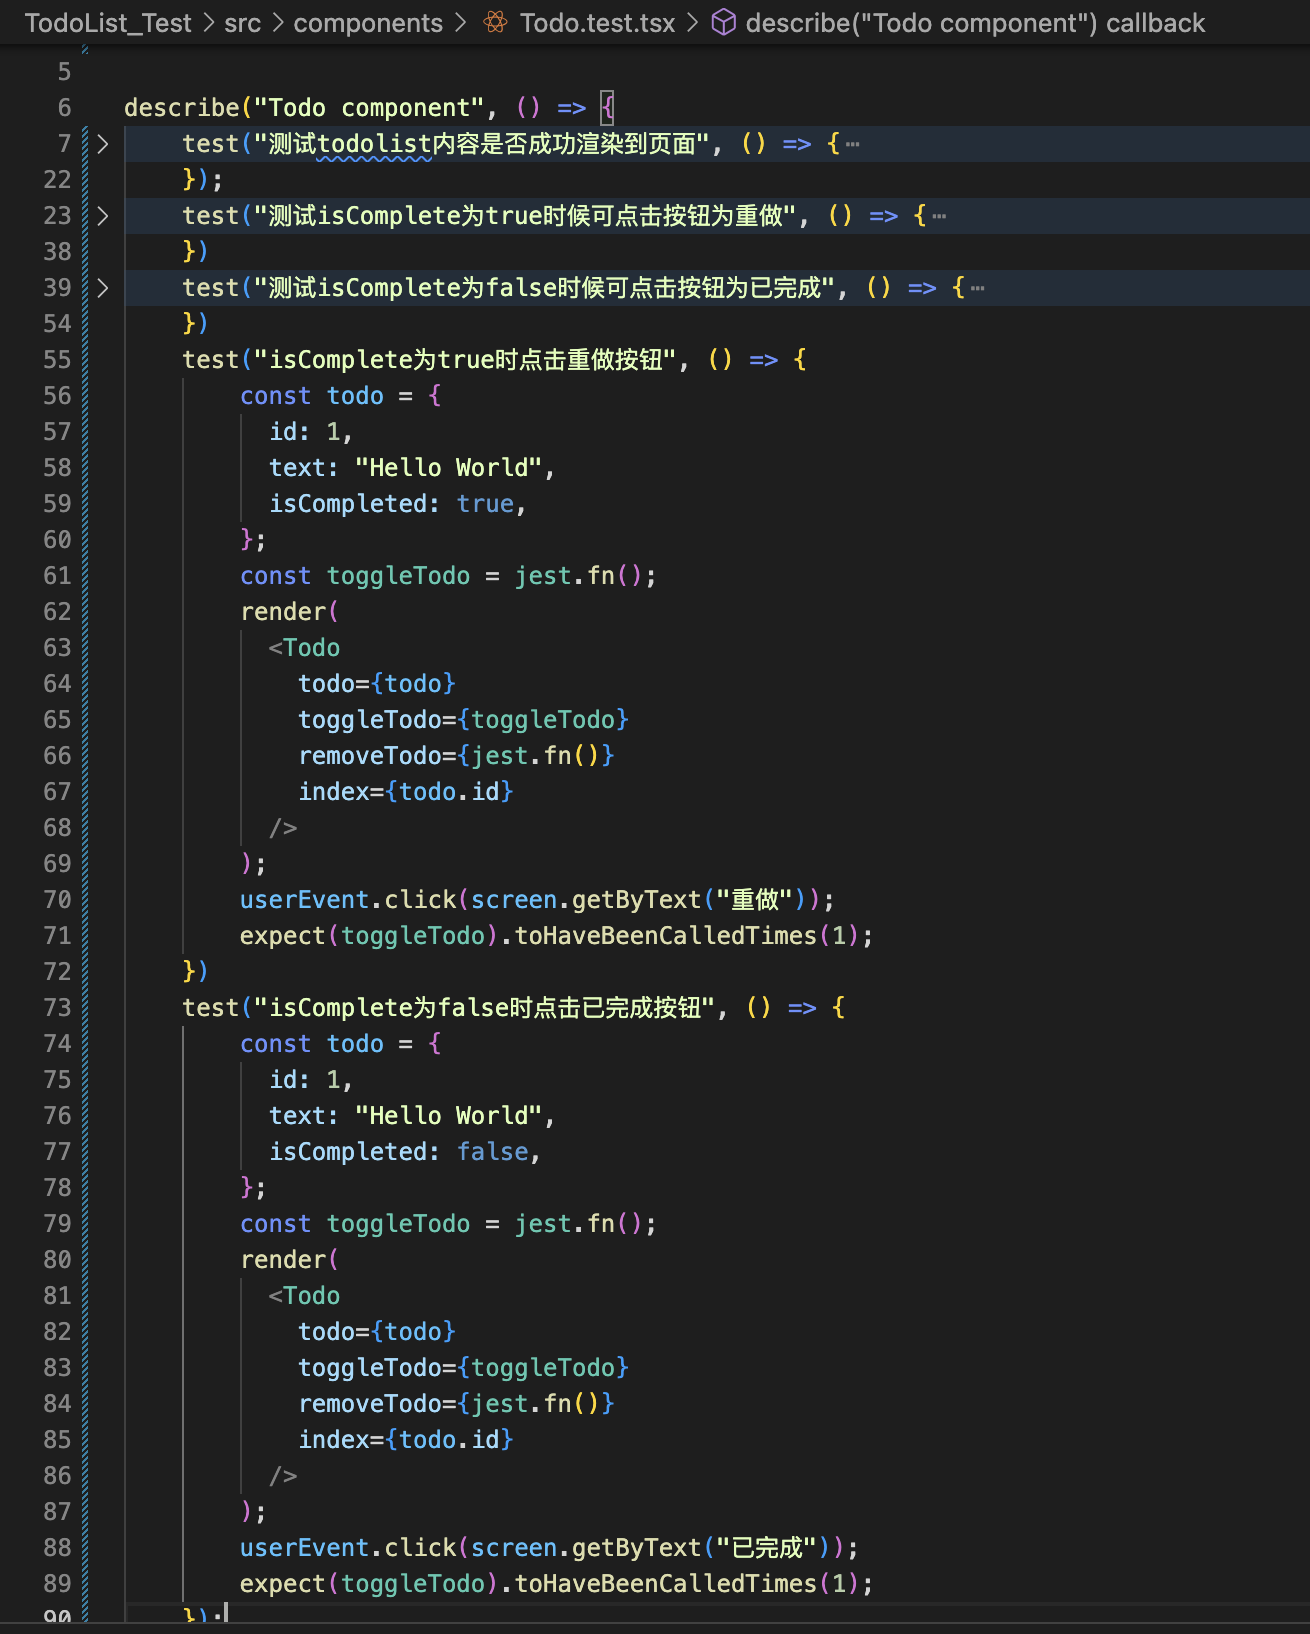 TodoList_Test > src > components > Todo.test.tsx > describe("Todo component") callback
5
6 describe("Todo component", () => {
7 test("测试todolist内容是否成功渲染到页面", () => {…
22 });
23 test("测试isComplete为true时候可点击按钮为重做", () => {…
38 })
39 test("测试isComplete为false时候可点击按钮为已完成", () => {…
54 })
55 test("isComplete为true时点击重做按钮", () => {
56 const todo = {
57 id: 1,
58 text: "Hello World",
59 isCompleted: true,
60 };
61 const toggleTodo = jest.fn();
62 render(
63 <Todo
64 todo={todo}
65 toggleTodo={toggleTodo}
66 removeTodo={jest.fn()}
67 index={todo.id}
68 />
69 );
70 userEvent.click(screen.getByText("重做"));
71 expect(toggleTodo).toHaveBeenCalledTimes(1);
72 })
73 test("isComplete为false时点击已完成按钮", () => {
74 const todo = {
75 id: 1,
76 text: "Hello World",
77 isCompleted: false,
78 };
79 const toggleTodo = jest.fn();
80 render(
81 <Todo
82 todo={todo}
83 toggleTodo={toggleTodo}
84 removeTodo={jest.fn()}
85 index={todo.id}
86 />
87 );
88 userEvent.click(screen.getByText("已完成"));
89 expect(toggleTodo).toHaveBeenCalledTimes(1);
90 });